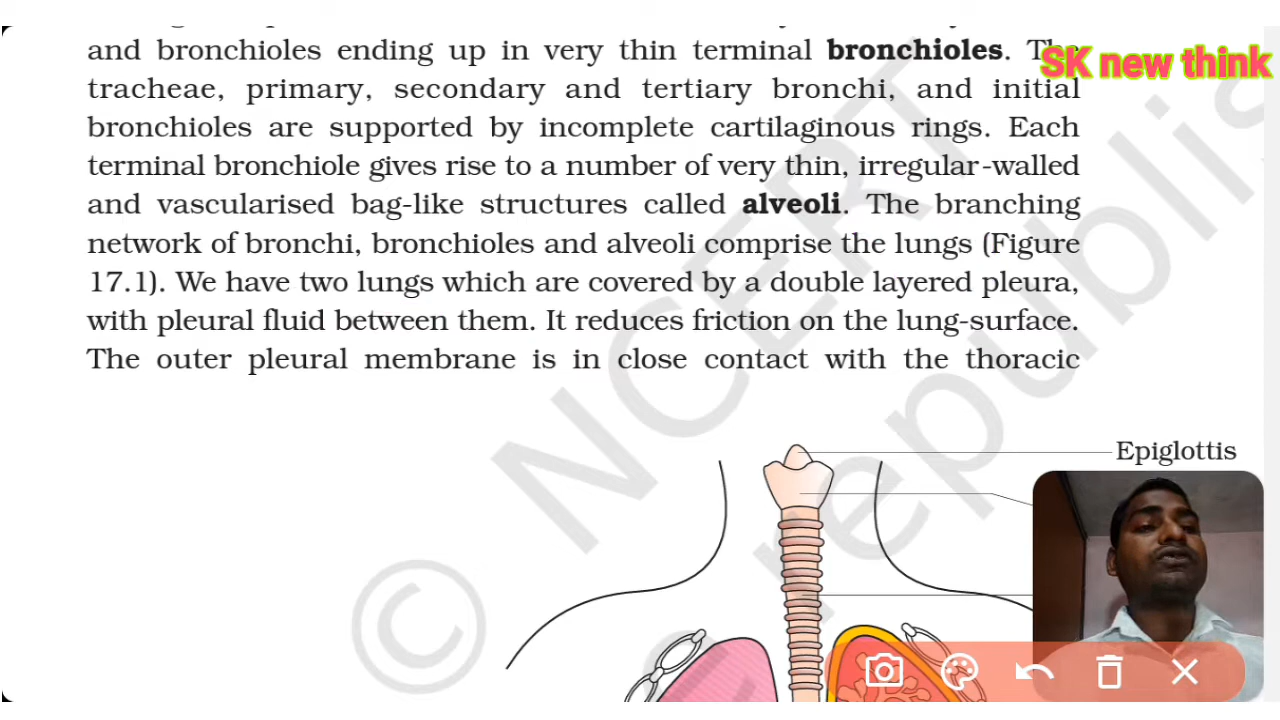 and bronchioles ending up in very thin terminal bronchioles. The
SK new think
tracheae, primary, secondary and tertiary bronchi, and initial
bronchioles are supported by incomplete cartilaginous rings. Each
terminal bronchiole gives rise to a number of very thin, irregular-walled
and vascularised bag-like structures called alveoli. The branching
network of bronchi, bronchioles and alveoli comprise the lungs (Figure
17.1). We have two lungs which are covered by a double layered pleura,
with pleural fluid between them. It reduces friction on the lung-surface.
The outer pleural membrane is in close contact with the thoracic
Epiglottis
© NCERT